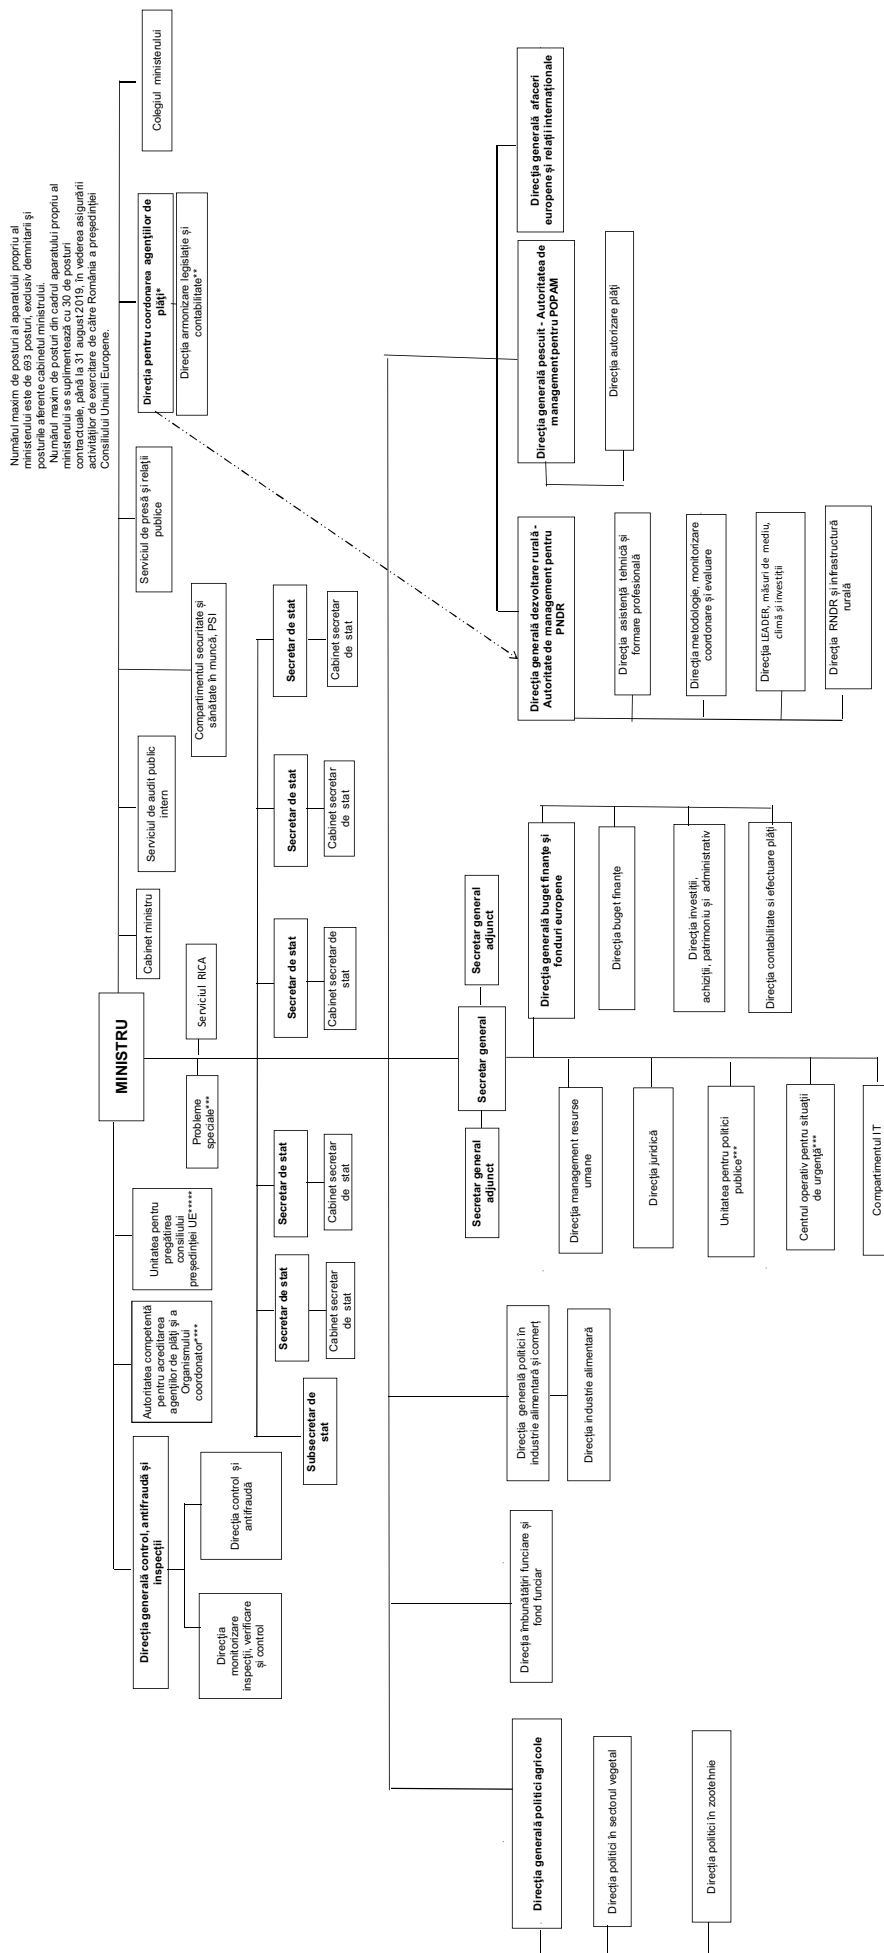 Numărul maxim de posturi al aparatului propriu al
ministerului este de 693 posturi, exclusiv demnitarii și
posturile aferente cabinetul ministrului.
Numărul maxim de posturi din cadrul aparatului propriu al
ministerului se suplimentează cu 30 de posturi
contractuale, până la 31 august 2019, în vederea asigurării
activităților de exercitare de către România a președinției
Consiliului Uniunii Europene.
MINISTRU
Direcția generală control, antifraudă și
inspecții
Autoritatea competentă
pentru acreditarea
agențiilor de plăți și a
Organismului
coordonator****
Unitatea pentru
pregătirea
consiliului
președinției UE*****
Cabinet ministru
Serviciul de audit public
intern
Serviciul de presă și relații
publice
Direcția pentru coordonarea agențiilor de
plăți*
Direcția armonizare legislație și
contabilitate**
Colegiul ministerului
Direcția
monitorizare
inspecții, verificare
și control
Direcția control și
antifraudă
Probleme
speciale***
Serviciul RICA
Compartimentul securitate și
sănătate în muncă, PSI
Subsecretar de
stat
Secretar de stat
Cabinet secretar
de stat
Secretar de stat
Cabinet secretar
de stat
Secretar de stat
Cabinet secretar de
stat
Secretar de stat
Cabinet secretar
de stat
Secretar de stat
Cabinet secretar
de stat
Secretar general
adjunct
Secretar general
Secretar general
adjunct
Direcția generală politici agricole
Direcția politici în sectorul vegetal
Direcția politici în zootehnie
Direcția îmbunătățiri funciare și
fond funciar
Direcția generală politici în
industrie alimentară și comerț
Direcția industrie alimentară
Direcția management resurse
umane
Direcția juridică
Unitatea pentru politici
publice***
Centrul operativ pentru situații
de urgență***
Compartimentul IT
Direcția generală buget finanțe și
fonduri europene
Direcția buget finanțe
Direcția investiții,
achiziții, patrimoniu și administrativ
Direcția contabilitate si efectuare plăți
Direcția generală dezvoltare rurală -
Autoritate de management pentru
PNDR
Direcția asistență tehnică și
formare profesională
Direcția metodologie, monitorizare
coordonare și evaluare
Direcția LEADER, măsuri de mediu,
climă și investiții
Direcția RNDR și infrastructură
rurală
Direcția generală pescuit - Autoritatea de
management pentru POPAM
Direcția autorizare plăți
Direcția generală afaceri
europene și relații internaționale